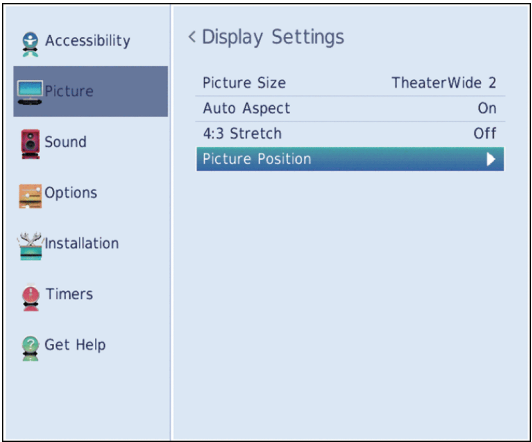 Accessibility
Picture
Sound
Options
Installation
Timers
Get Help
< Display Settings
Picture Size TheaterWide 2
Auto Aspect On
4:3 Stretch Off
Picture Position